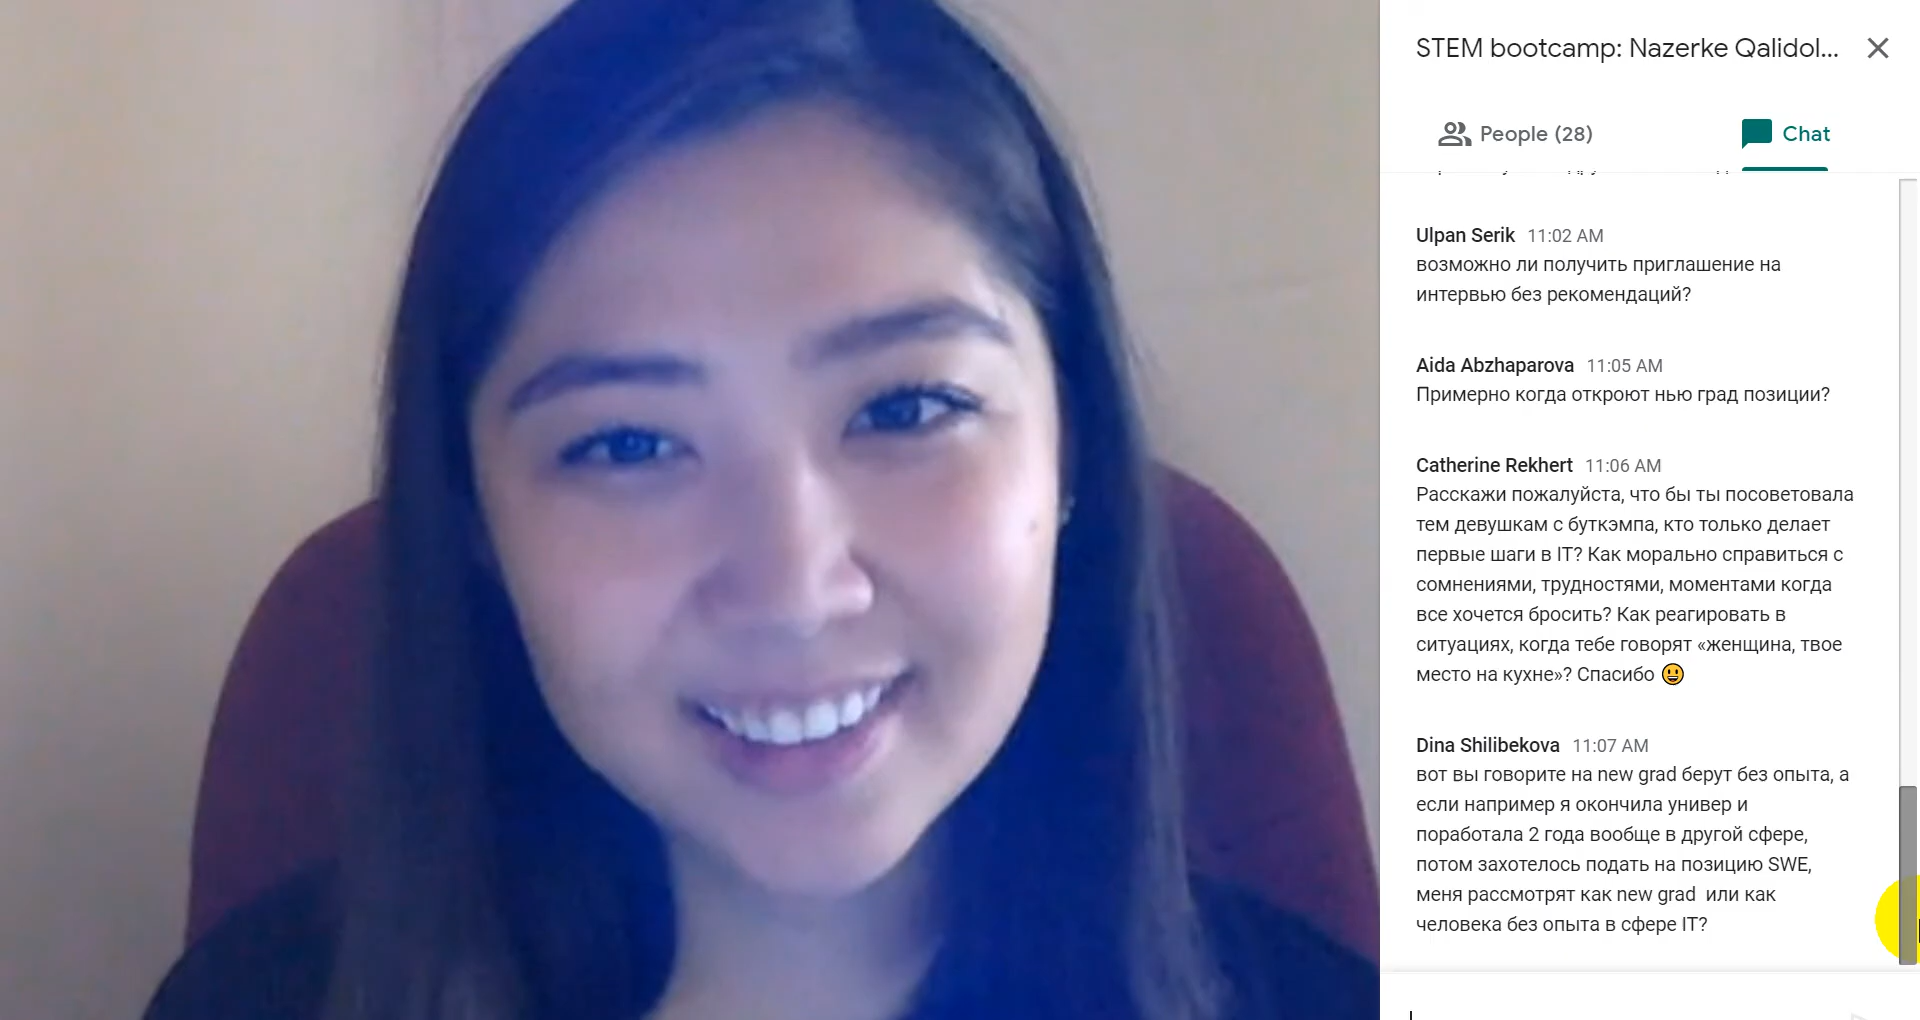 STEM bootcamp: Nazerke Qalidol...
People (28)
Chat
Ulpan Serik 11:02 AM
возможно ли получить приглашение на
интервью без рекомендаций?
Aida Abzhaparova 11:05 AM
Примерно когда откроют нью град позиции?
Catherine Rekhert 11:06 AM
Расскажи пожалуйста, что бы ты посоветовала
тем девушкам с буткэмпа, кто только делает
первые шаги в IT? Как морально справиться с
сомнениями, трудностями, моментами когда
все хочется бросить? Как реагировать в
ситуациях, когда тебе говорят «женщина, твое
место на кухне»? Спасибо 😃
Dina Shilibekova 11:07 AM
вот вы говорите на new grad берут без опыта, а
если например я окончила универ и
поработала 2 года вообще в другой сфере,
потом захотелось подать на позицию SWE,
меня рассмотрят как new grad  или как
человека без опыта в сфере IT?